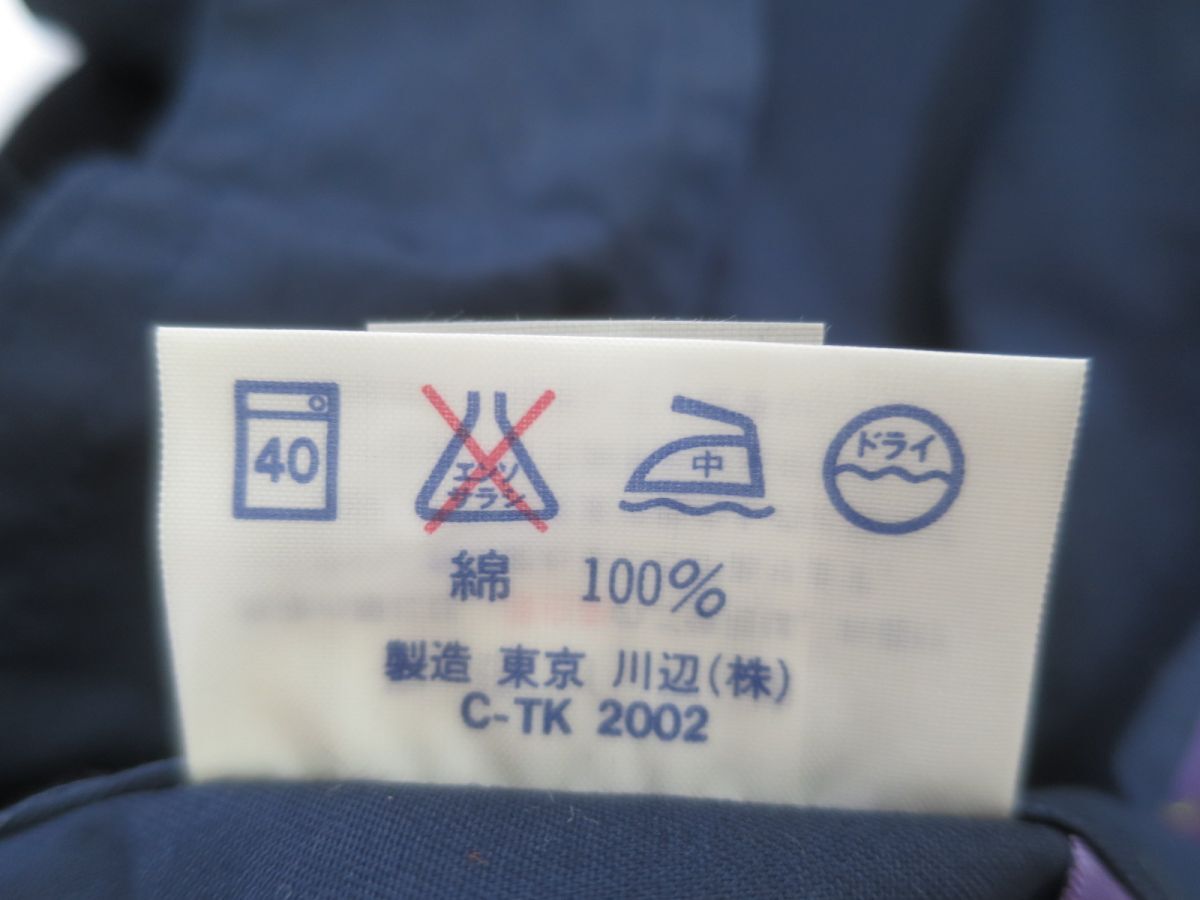 40
エンソ
サラシ
中
ドライ
綿 100%
製造 東京 川辺(株)
C-TK 2002